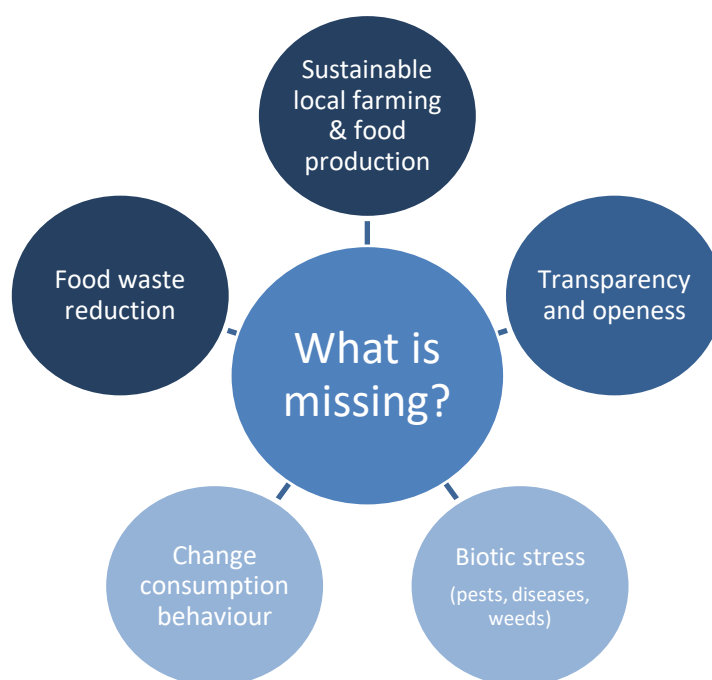 Sustainable
local farming
& food
production
Food waste
reduction
Transparency
and openess
What is
missing?
Change
consumption
behaviour
Biotic stress
(pests, diseases,
weeds)